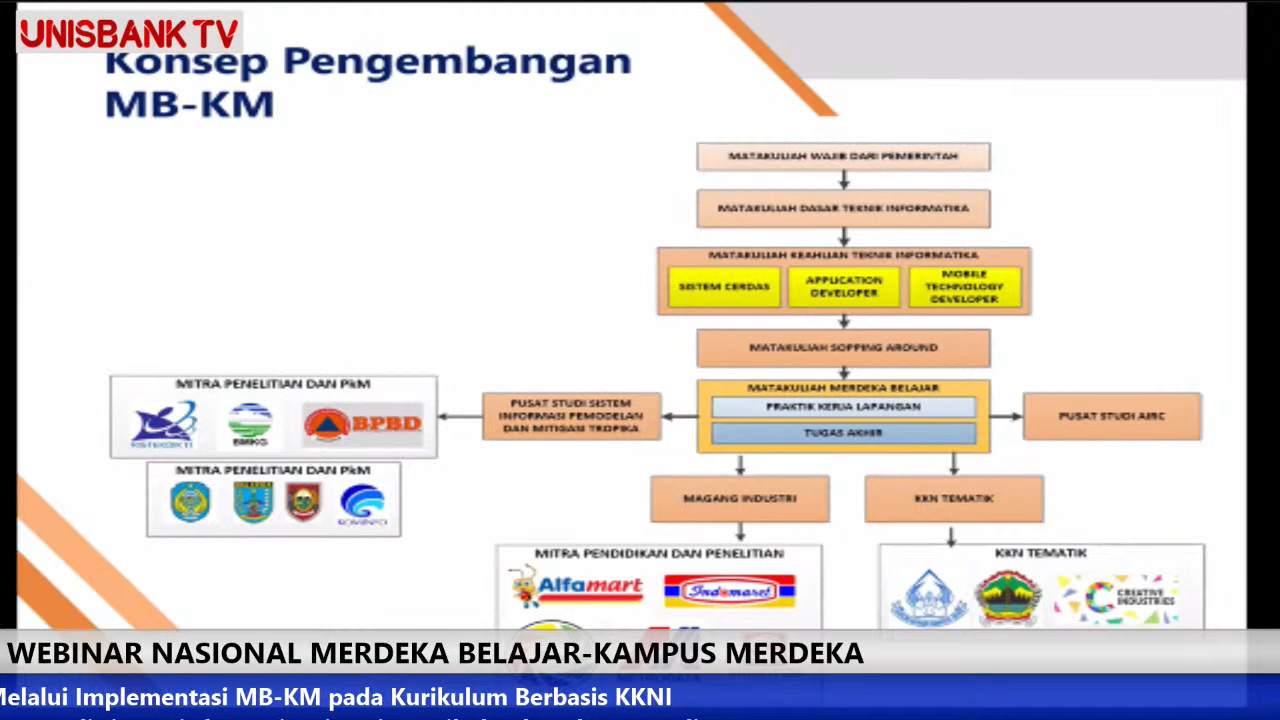 UNISBANK TV
Konsep Pengembangan
MB-KM
MATAKULIAH WAJIB DARI PEMERINTAH
MATAKULIAH DASAR TEKNIK INFORMATIKA
MATAKULIAH KEAHLIAN TEKNIK INFORMATIKA
SISTEM CERDAS
APPLICATION
DEVELOPER
MOBILE
TECHNOLOGY
DEVELOPER
MATAKULIAH SOPPING AROUND
MATAKULIAH MERDEKA BELAJAR
PRAKTIK KERJA LAPANGAN
TUGAS AKHIR
PUSAT STUDI SISTEM
INFORMASI PEMODELAN
DAN MITIGASI TROPIKA
PUSAT STUDI AIRC
MITRA PENELITIAN DAN PkM
RISTEKDIKTI
BMKG
BPBD
MITRA PENELITIAN DAN PkM
KOMINFO
MAGANG INDUSTRI
KKN TEMATIK
MITRA PENDIDIKAN DAN PENELITIAN
Alfamart
Indomaret
KKN TEMATIK
CREATIVE
INDUSTRIES
WEBINAR NASIONAL MERDEKA BELAJAR-KAMPUS MERDEKA
Melalui Implementasi MB-KM pada Kurikulum Berbasis KKNI